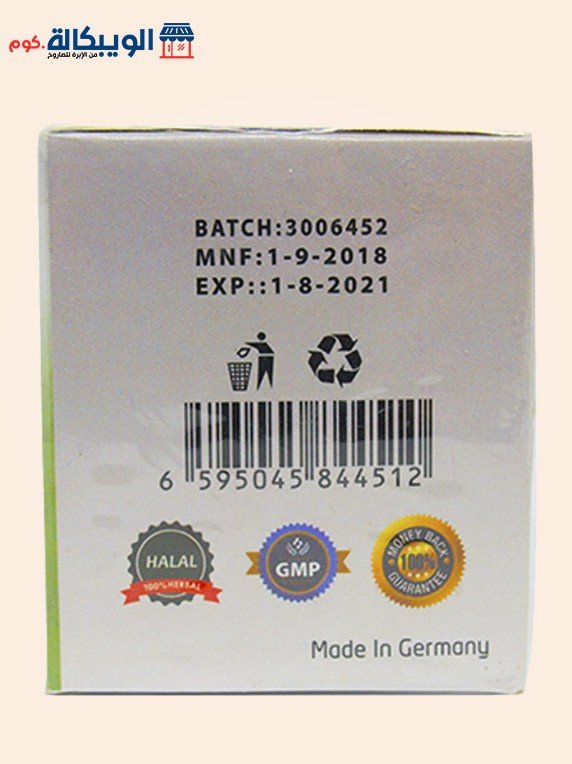 الويبكالة.كوم
من الإبرة للصاروخ
BATCH:3006452
MNF:1-9-2018
EXP::1-8-2021
6 595045 844512
HALAL
100% HERBAL
GMP
MONEY BACK
100%
GUARANTEE
Made In Germany